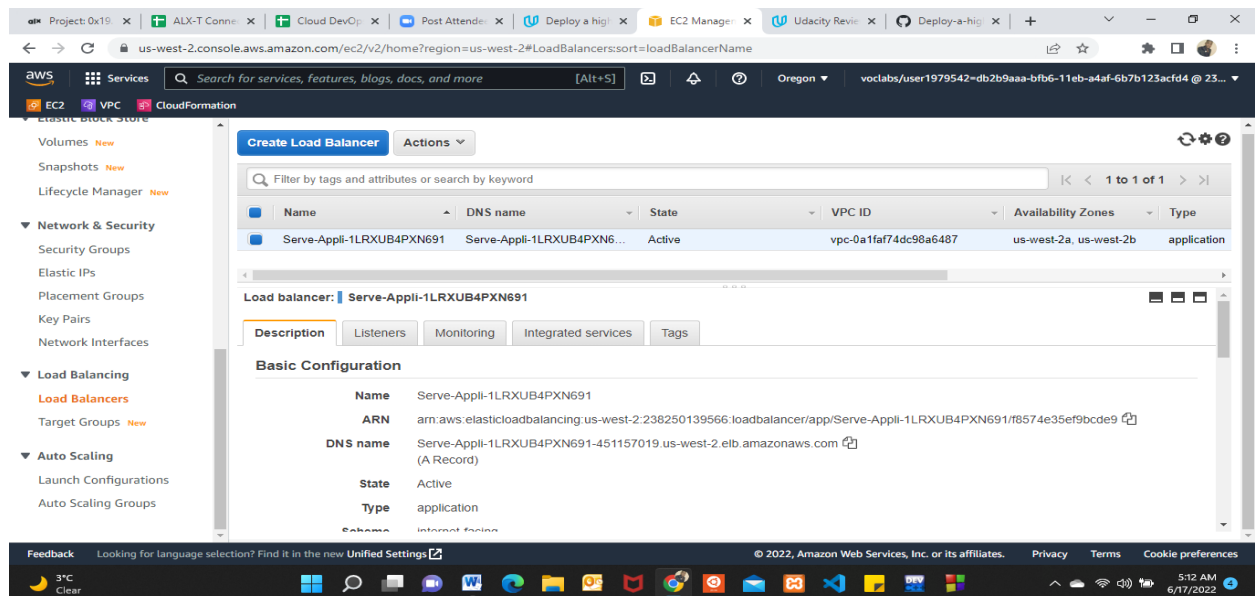 alx Project: 0x19. ALX-T Conne Cloud DevOp Post Attende Deploy a high EC2 Manager Udacity Revie Deploy-a-hig
us-west-2.console.aws.amazon.com/ec2/v2/home?region=us-west-2#LoadBalancers:sort=loadBalancerName
aws Services Search for services, features, blogs, docs, and more [Alt+S] Oregon voclabs/user1979542=db2b9aaa-bfb6-11eb-a4af-6b7b123acfd4 @ 23...
EC2 VPC CloudFormation
Elastic Block Store
Volumes New
Snapshots New
Lifecycle Manager New
Network & Security
Security Groups
Elastic IPs
Placement Groups
Key Pairs
Network Interfaces
Load Balancing
Load Balancers
Target Groups New
Auto Scaling
Launch Configurations
Auto Scaling Groups
Create Load Balancer Actions
Filter by tags and attributes or search by keyword 1 to 1 of 1
Name DNS name State VPC ID Availability Zones Type
Serve-Appli-1LRXUB4PXN691 Serve-Appli-1LRXUB4PXN6... Active vpc-0a1faf74dc98a6487 us-west-2a, us-west-2b application
Load balancer: Serve-Appli-1LRXUB4PXN691
Description Listeners Monitoring Integrated services Tags
Basic Configuration
Name Serve-Appli-1LRXUB4PXN691
ARN arn:aws:elasticloadbalancing:us-west-2:238250139566:loadbalancer/app/Serve-Appli-1LRXUB4PXN691/f8574e35ef9bcde9
DNS name Serve-Appli-1LRXUB4PXN691-451157019.us-west-2.elb.amazonaws.com
(A Record)
State Active
Type application
Scheme internet-facing
Feedback Looking for language selection? Find it in the new Unified Settings © 2022, Amazon Web Services, Inc. or its affiliates. Privacy Terms Cookie preferences
3°C
Clear
5:12 AM
6/17/2022
4